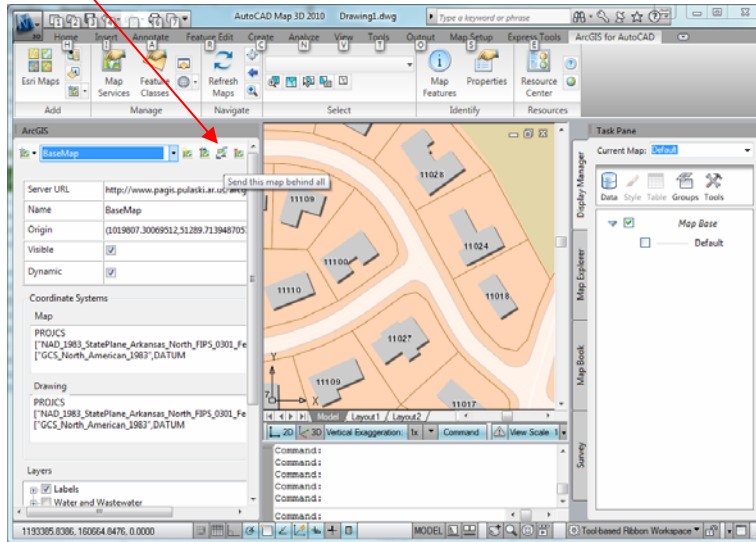 AutoCAD Map 3D 2010 Drawing1.dwg
Type a keyword or phrase
Home Insert Annotate Feature Edit Create Analyze View Tools Output Map Setup Express Tools ArcGIS for AutoCAD
Esri Maps
Map Services
Feature Classes
Refresh Maps
Map Features
Properties
Resource Center
Add Manage Navigate Select Identify Resources
ArcGIS
BaseMap
Send this map behind all
Server URL http://www.pagis.pulaski.ar.us/arcg
Name BaseMap
Origin (1019807.30069512,51289.7139487057
Visible
Dynamic
Coordinate Systems
Map
PROJCS
["NAD_1983_StatePlane_Arkansas_North_FIPS_0301_Fe
["GCS_North_American_1983",DATUM
Drawing
PROJCS
["NAD_1983_StatePlane_Arkansas_North_FIPS_0301_Fe
["GCS_North_American_1983",DATUM
Layers
Labels
Water and Wastewater
11028
11109
11024
11100
11110
11018
11027
11109
11017
Y
X
Model Layout1 Layout2
2D 3D Vertical Exaggeration: 1x Command View Scale 1
Command:
Command:
Command:
Command:
Command:
Command:
Task Pane
Current Map: Default
Data Style Table Groups Tools
Map Base
Default
Display Manager
Map Explorer
Map Book
Survey
1193385.8386, 160664.8476, 0.0000
MODEL
Tool-based Ribbon Workspace